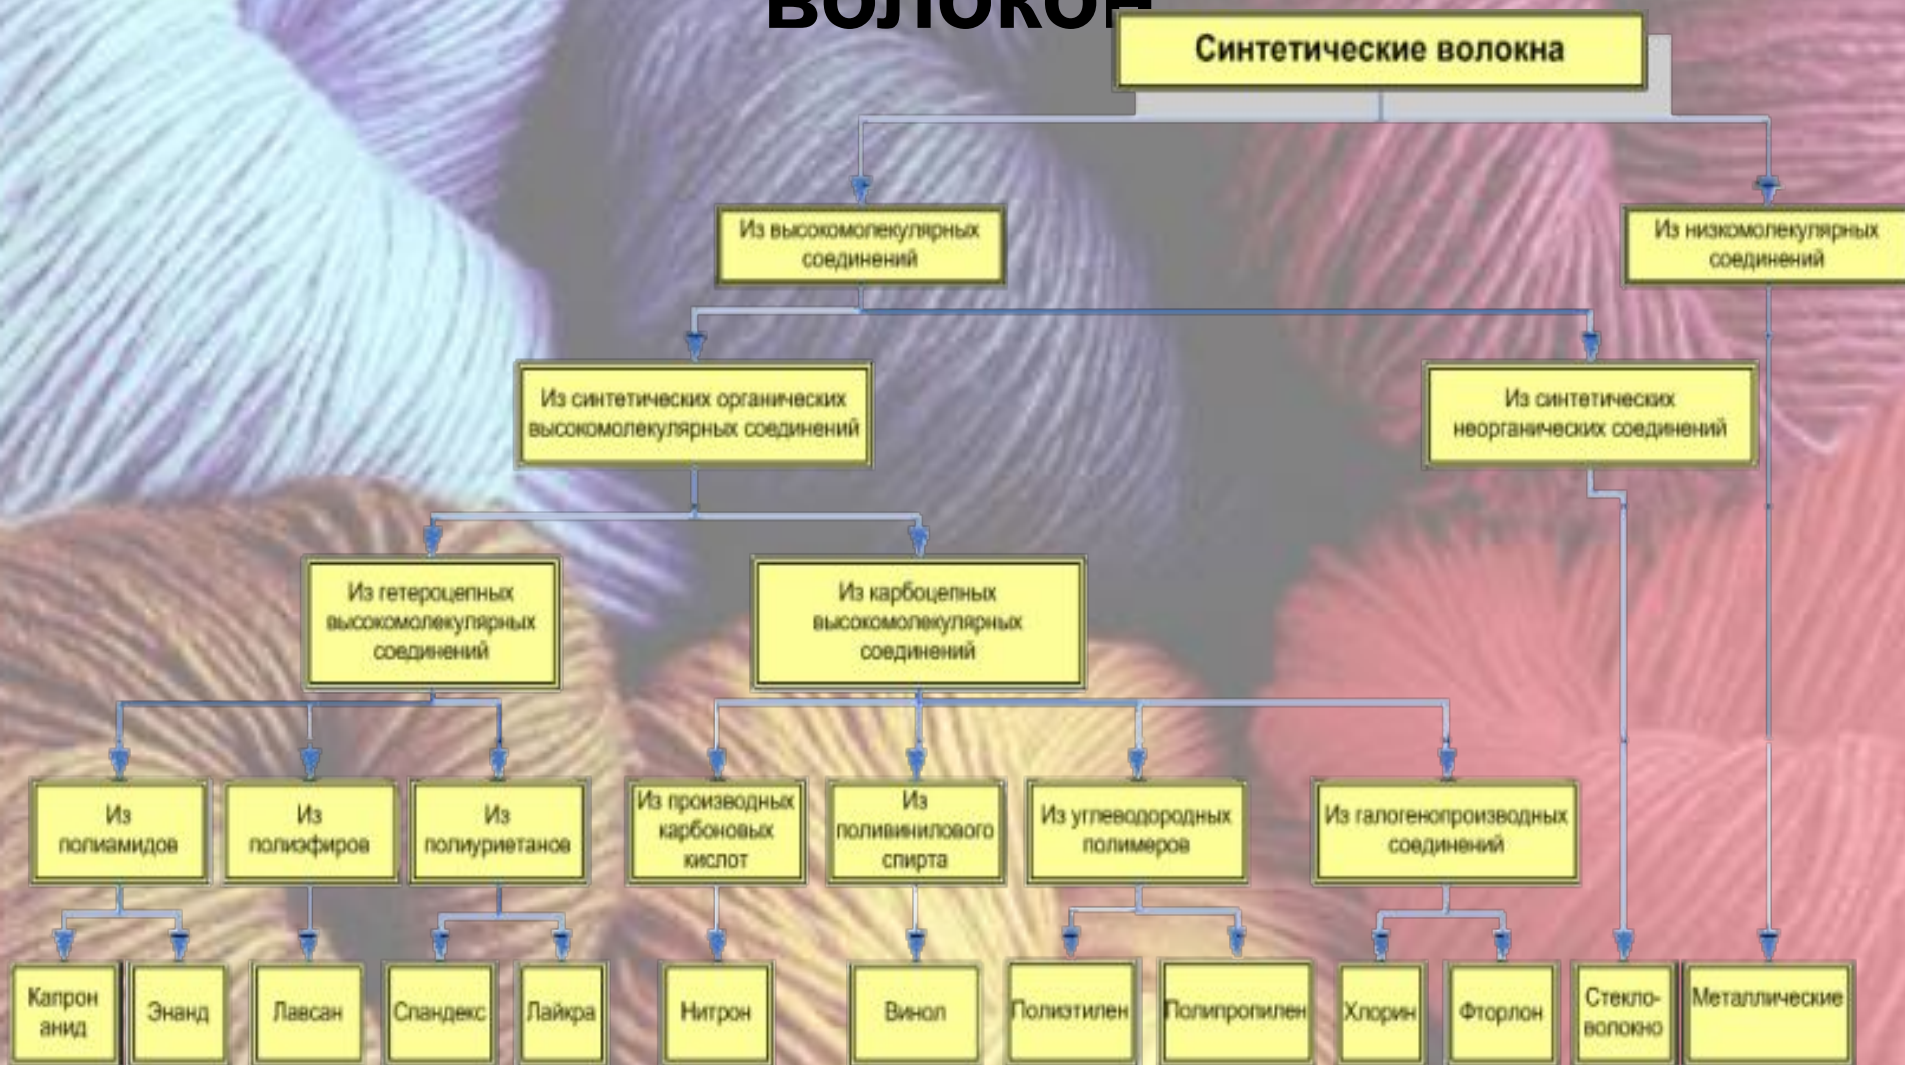 ВОЛОКОН
Синтетические волокна
Из высокомолекулярных
соединений
Из низкомолекулярных
соединений
Из синтетических органических
высокомолекулярных соединений
Из синтетических
неорганических соединений
Из гетероцепных
высокомолекулярных
соединений
Из карбоцепных
высокомолекулярных
соединений
Из
полиамидов
Из
полиэфиров
Из
полиуриетанов
Из производных
карбоновых
кислот
Из
поливинилового
спирта
Из углеводородных
полимеров
Из галогенопроизводных
соединений
Капрон
анид
Энанд
Лавсан
Спандекс
Лайкра
Нитрон
Винол
Полиэтилен
Полипропилен
Хлорин
Фторлон
Стекло-
волокно
Металлические